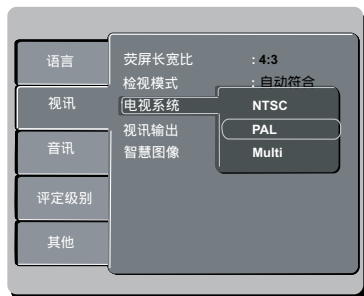 语言
视讯
音讯
评定级别
其他
荧屏长宽比 : 4:3
检视模式 : 自动符合
电视系统
视讯输出
智慧图像
NTSC
PAL
Multi